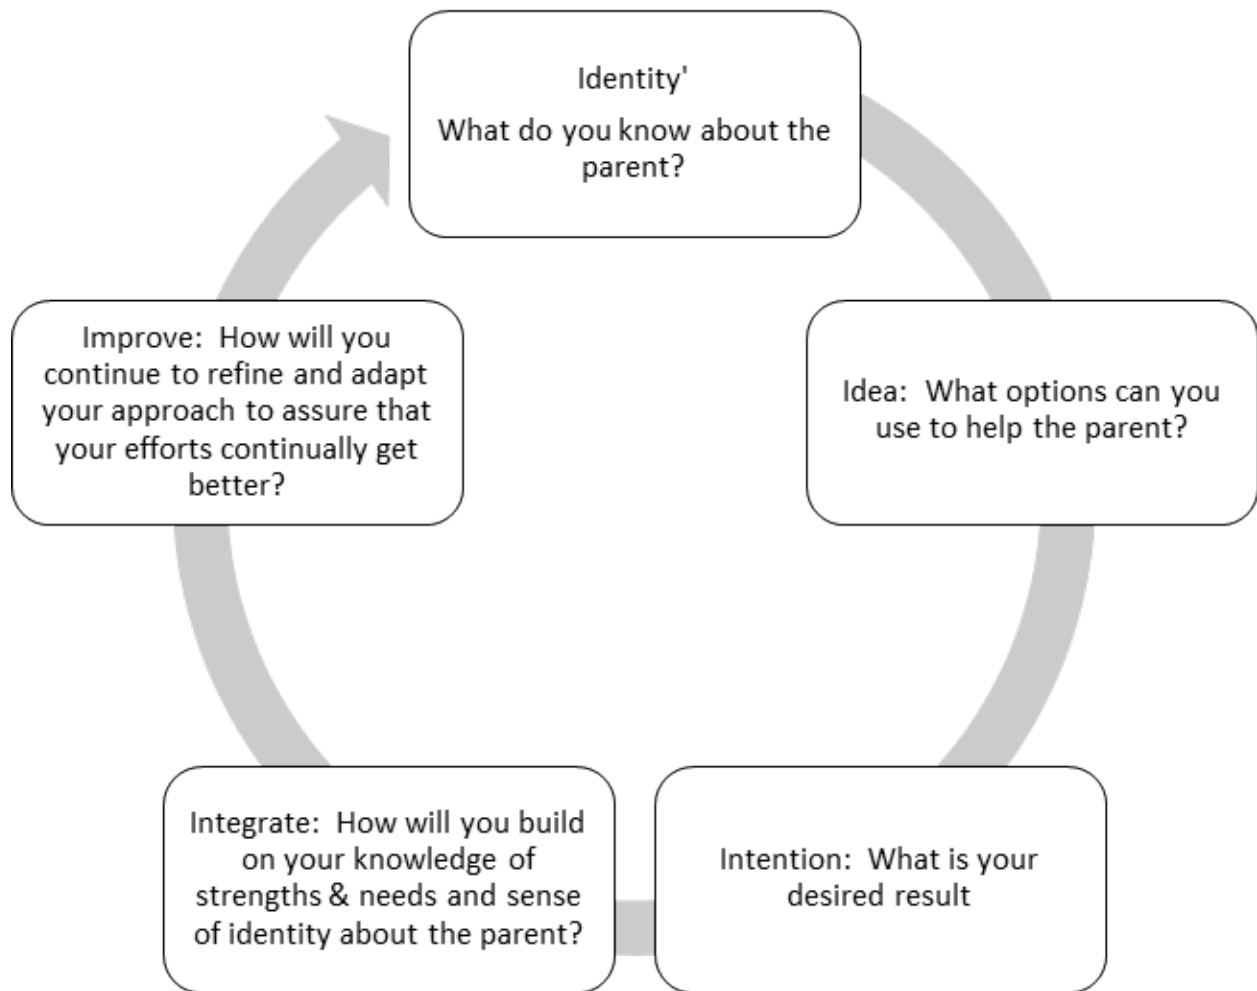 Identity'
What do you know about the
parent?
Idea:  What options can you
use to help the parent?
Intention:  What is your
desired result
Integrate:  How will you build
on your knowledge of
strengths & needs and sense
of identity about the parent?
Improve:  How will you
continue to refine and adapt
your approach to assure that
your efforts continually get
better?